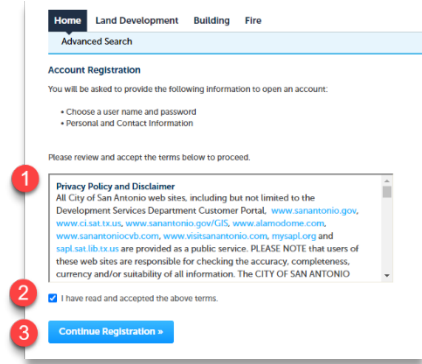 Home Land Development Building Fire
Advanced Search
Account Registration
You will be asked to provide the following information to open an account:
• Choose a user name and password
• Personal and Contact Information
Please review and accept the terms below to proceed.
1
Privacy Policy and Disclaimer
All City of San Antonio web sites, including but not limited to the
Development Services Department Customer Portal, www.sanantonio.gov,
www.ci.sat.tx.us, www.sanantonio.gov/GIS, www.alamodome.com,
www.sanantoniocvb.com, www.visitsanantonio.com, mysapl.org and
sapl.sat.lib.tx.us are provided as a public service. PLEASE NOTE that users of
these web sites are responsible for checking the accuracy, completeness,
currency and/or suitability of all information. The CITY OF SAN ANTONIO
2
I have read and accepted the above terms.
3
Continue Registration »